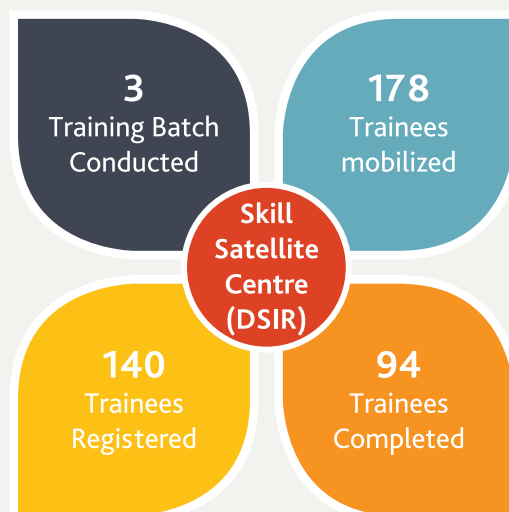 3
Training Batch
Conducted
178
Trainees
mobilized
Skill
Satellite
Centre
(DSIR)
140
Trainees
Registered
94
Trainees
Completed